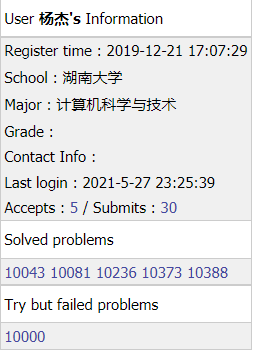 User 杨杰's Information
Register time：2019-12-21 17:07:29
School：湖南大学
Major：计算机科学与技术
Grade：
Contact Info：
Last login：2021-5-27 23:25:39
Accepts：5 / Submits：30
Solved problems
10043 10081 10236 10373 10388
Try but failed problems
10000